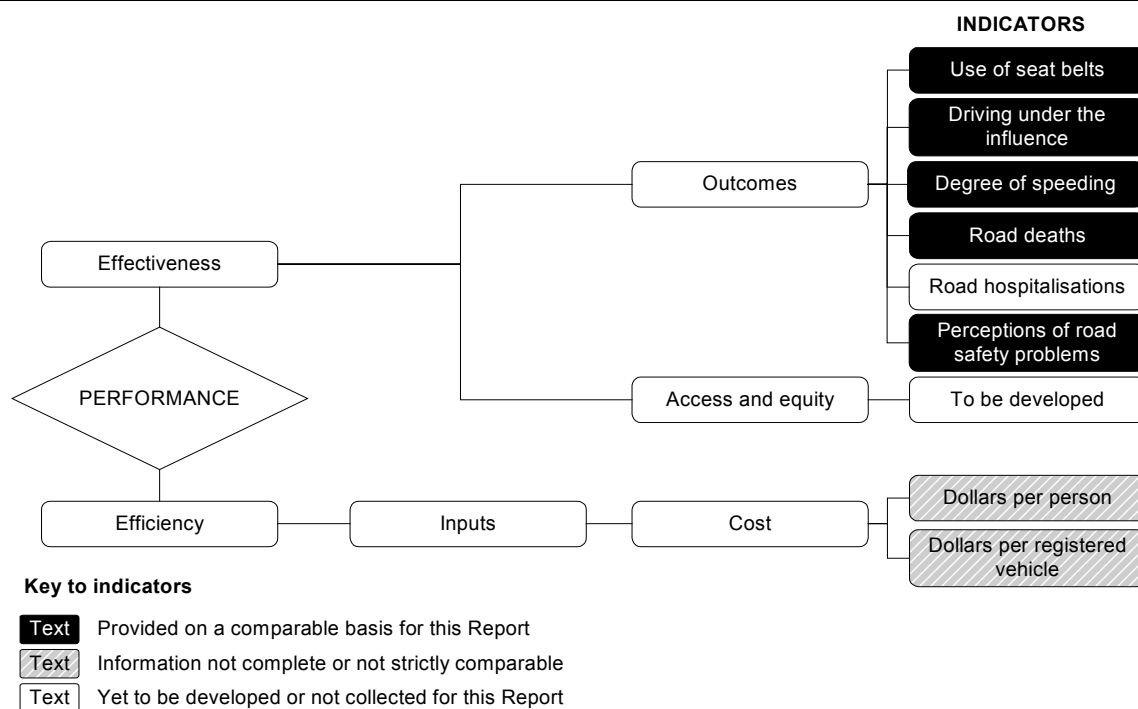 INDICATORS
Use of seat belts
Driving under the
influence
Outcomes
Degree of speeding
Road deaths
Effectiveness
Road hospitalisations
Perceptions of road
safety problems
PERFORMANCE
Access and equity
To be developed
Dollars per person
Efficiency
Inputs
Cost
Dollars per registered
vehicle
Key to indicators
Text Provided on a comparable basis for this Report
Text Information not complete or not strictly comparable
Text Yet to be developed or not collected for this Report